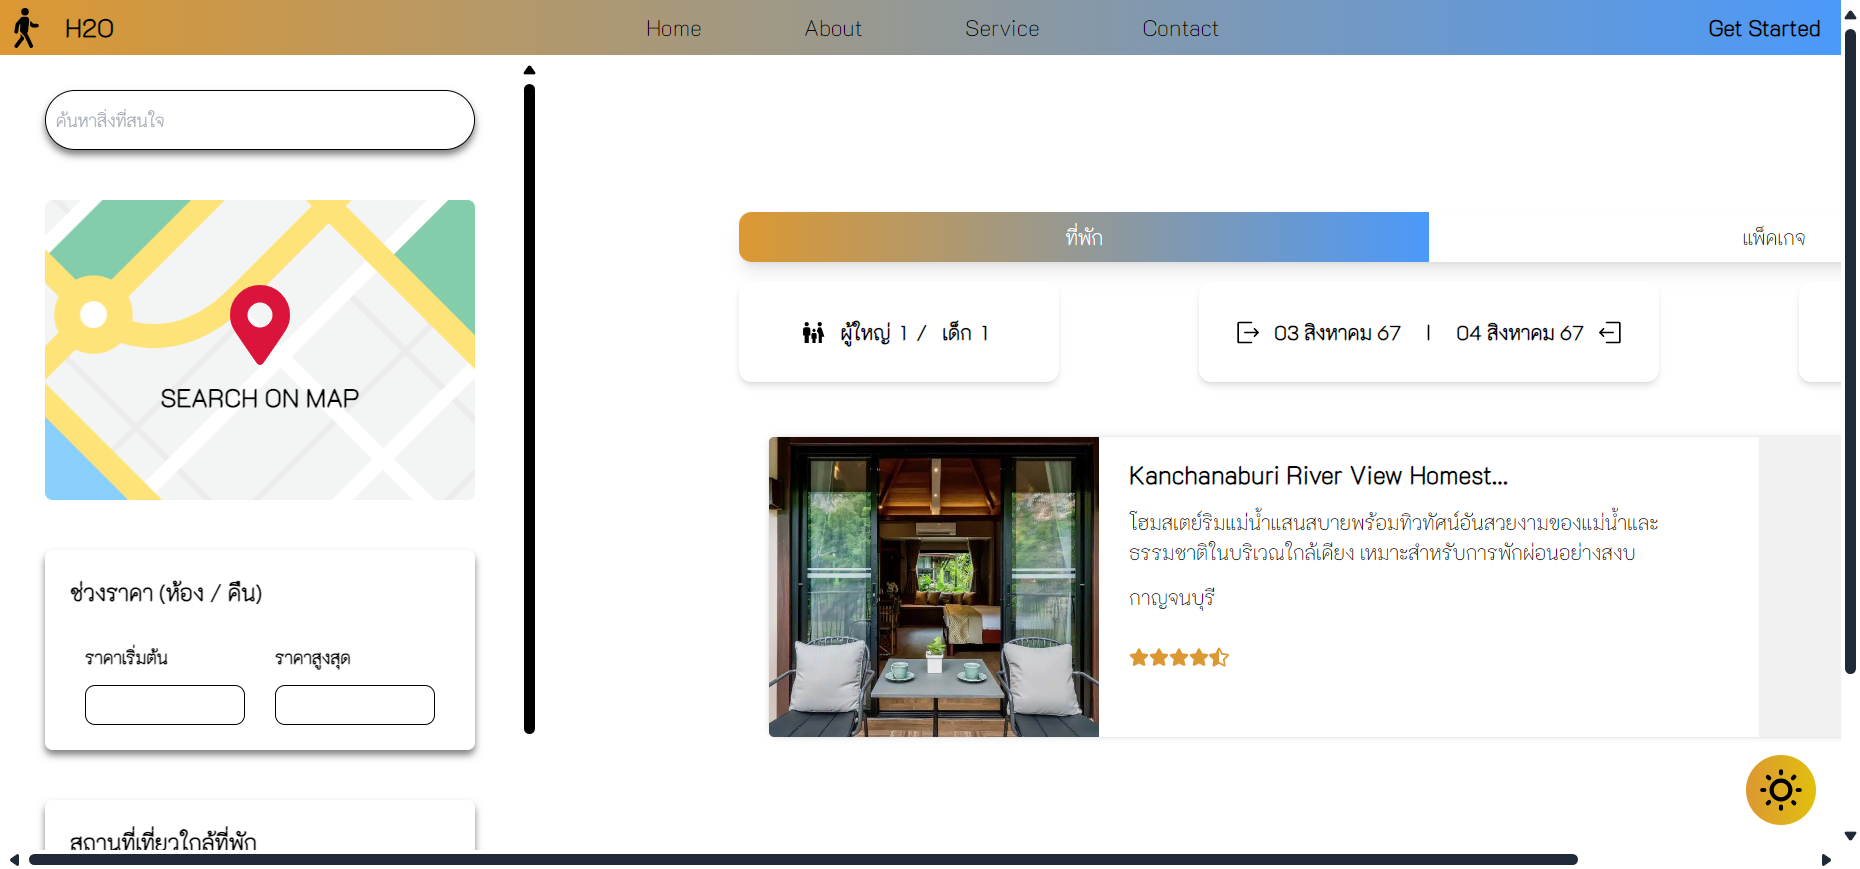 H2O
Home
About
Service
Contact
Get Started
ค้นหาสิ่งที่สนใจ
SEARCH ON MAP
ช่วงราคา (ห้อง / คืน)
ราคาเริ่มต้น
ราคาสูงสุด
สถานที่เที่ยวใกล้ที่พัก
ที่พัก
แพ็คเกจ
ผู้ใหญ่ 1 / เด็ก 1
03 สิงหาคม 67 | 04 สิงหาคม 67
Kanchanaburi River View Homest...
โฮมสเตย์ริมแม่น้ำแสนสบายพร้อมทิวทัศน์อันสวยงามของแม่น้ำและ
ธรรมชาติในบริเวณใกล้เคียง เหมาะสำหรับการพักผ่อนอย่างสงบ
กาญจนบุรี